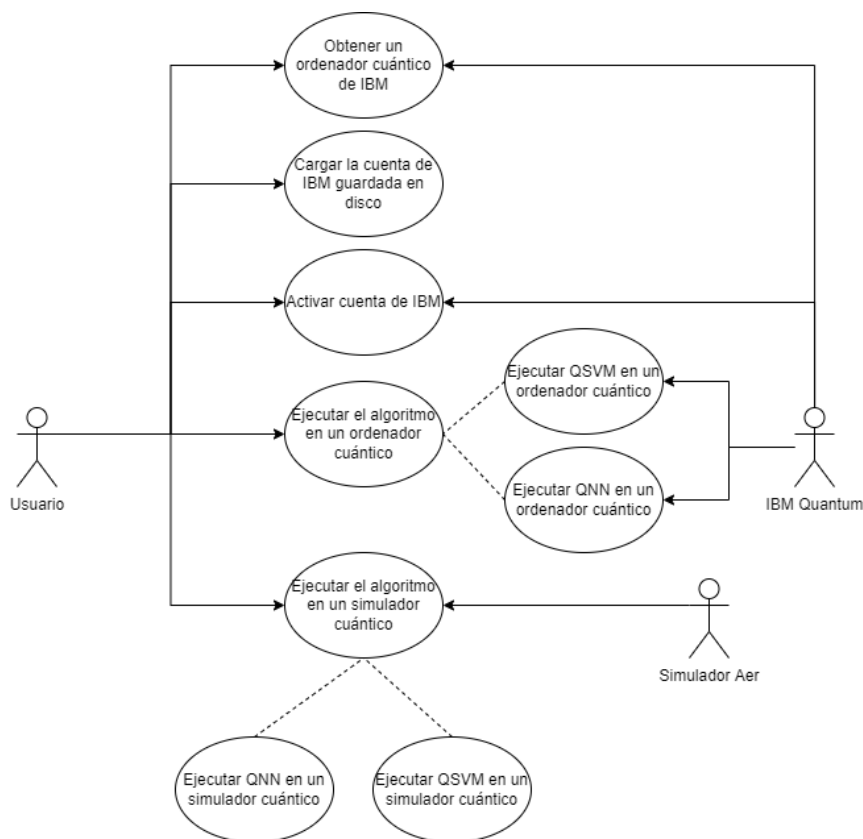 Obtener un
ordenador cuántico
de IBM
Cargar la cuenta de
IBM guardada en
disco
Activar cuenta de IBM
Ejecutar QSVM en un
ordenador cuántico
Ejecutar el algoritmo
en un ordenador
cuántico
Usuario
Ejecutar QNN en un
ordenador cuántico
IBM Quantum
Ejecutar el algoritmo
en un simulador
cuántico
Simulador Aer
Ejecutar QNN en un
simulador cuántico
Ejecutar QSVM en un
simulador cuántico